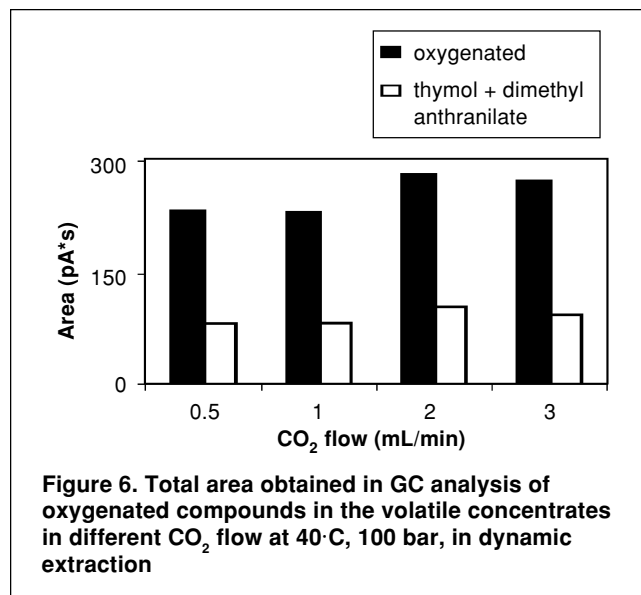 oxygenated
thymol + dimethyl
anthranilate
300
150
0
Area (pA*s)
0.5 1 2 3
CO₂ flow (mL/min)
Figure 6. Total area obtained in GC analysis of
oxygenated compounds in the volatile concentrates
in different CO₂ flow at 40·C, 100 bar, in dynamic
extraction